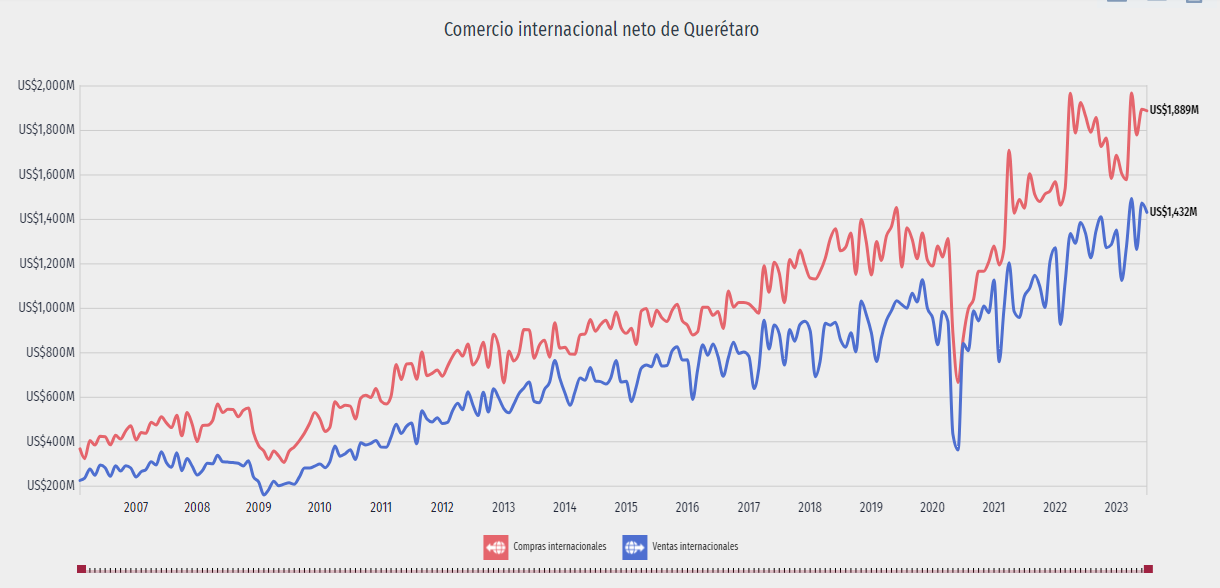 Comercio internacional neto de Querétaro
US$2,000M
US$1,889M
US$1,800M
US$1,600M
US$1,432M
US$1,400M
US$1,200M
US$1,000M
US$800M
US$600M
US$400M
US$200M
2007 2008 2009 2010 2011 2012 2013 2014 2015 2016 2017 2018 2019 2020 2021 2022 2023
Compras internacionales Ventas internacionales